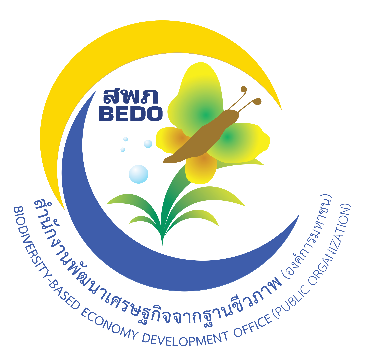 สพภ
BEDO
สำนักงานพัฒนาเศรษฐกิจจากฐานชีวภาพ (องค์การมหาชน)
BIODIVERSITY-BASED ECONOMY DEVELOPMENT OFFICE (PUBLIC ORGANIZATION)